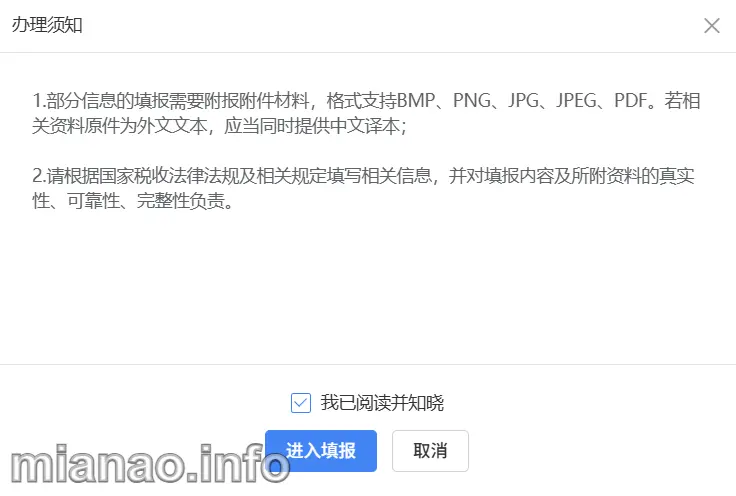 办理须知
1.部分信息的填报需要附报附件材料，格式支持BMP、PNG、JPG、JPEG、PDF。若相
关资料原件为外文文本，应当同时提供中文译本；
2.请根据国家税收法律法规及相关规定填写相关信息，并对填报内容及所附资料的真实
性、可靠性、完整性负责。
我已阅读并知晓
进入填报
取消
mianao.info